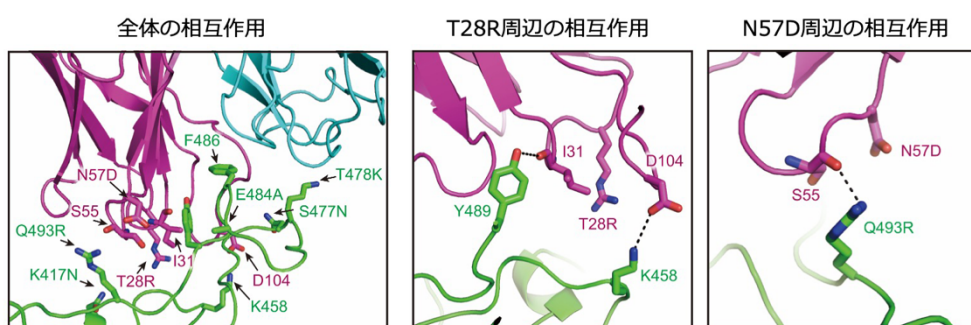 全体の相互作用
T28R周辺の相互作用
N57D周辺の相互作用
F486
N57D
E484A
T478K
S55
S477N
Q493R
K417N
T28R
I31
D104
K458
I31
D104
Y489
T28R
K458
N57D
S55
Q493R